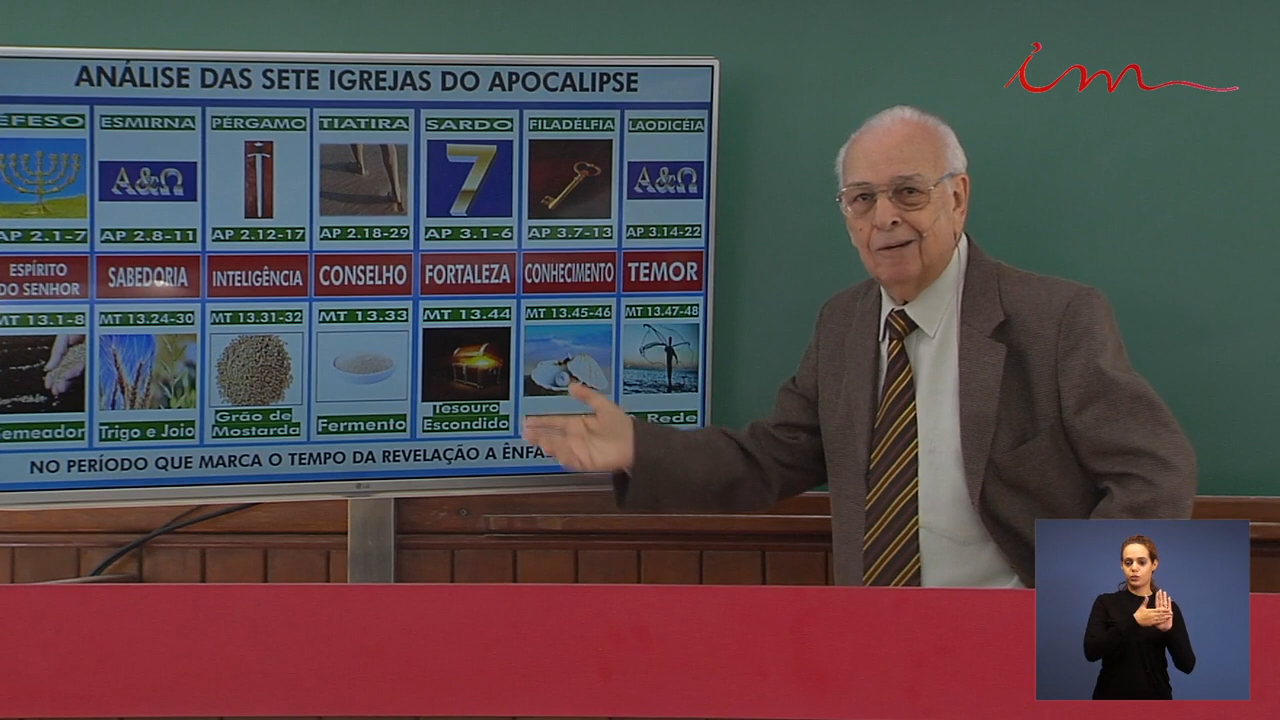 ANÁLISE DAS SETE IGREJAS DO APOCALIPSE
ÉFESO ESMIRNA PÉRGAMO TIATIRA SARDO FILADÉLFIA LAODICÉIA
A&Ω 7 A&Ω
AP 2.1-7 AP 2.8-11 AP 2.12-17 AP 2.18-29 AP 3.1-6 AP 3.7-13 AP 3.14-22
ESPÍRITO DO SENHOR SABEDORIA INTELIGÊNCIA CONSELHO FORTALEZA CONHECIMENTO TEMOR
MT 13.1-8 MT 13.24-30 MT 13.31-32 MT 13.33 MT 13.44 MT 13.45-46 MT 13.47-48
emeador Trigo e Joio Grão de Mostarda Fermento Tesouro Escondido Rede
NO PERÍODO QUE MARCA O TEMPO DA REVELAÇÃO A ÊNFAS
LG
im